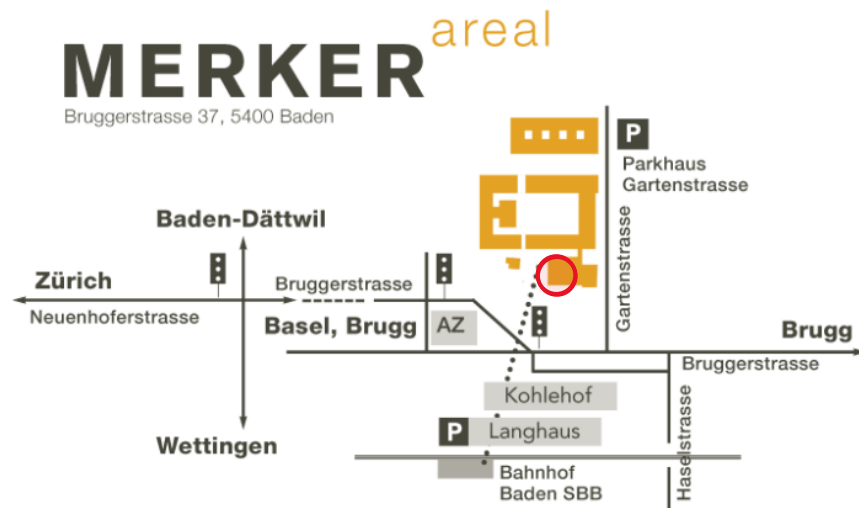 MERKER areal
Bruggerstrasse 37, 5400 Baden
P
Parkhaus
Gartenstrasse
Baden-Dättwil
Zürich
Neuenhoferstrasse
Bruggerstrasse
Basel, Brugg
AZ
Gartenstrasse
Brugg
Bruggerstrasse
Kohlehof
P Langhaus
Wettingen
Bahnhof
Baden SBB
Haselstrasse